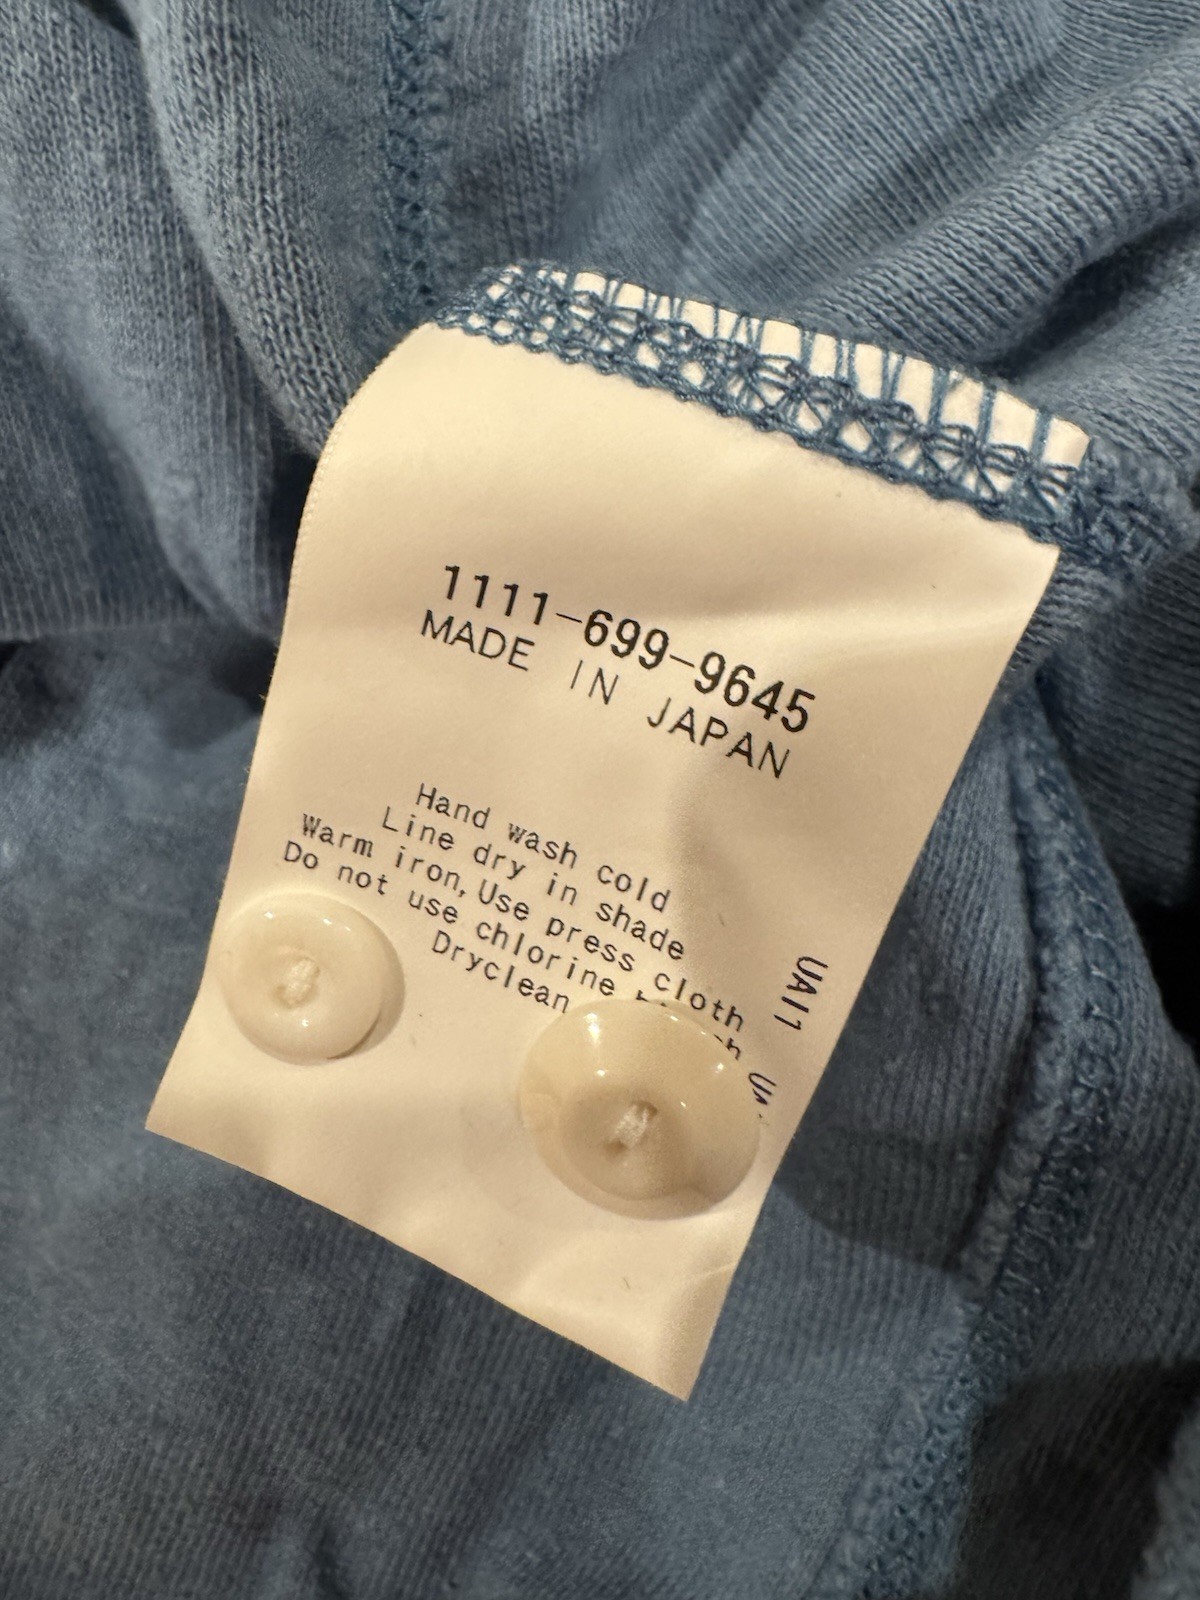 1111-699-9645
MADE IN JAPAN
Hand wash cold
Line dry in shade
Warm iron, Use press cloth
Do not use chlorine
Dryclean
UA11